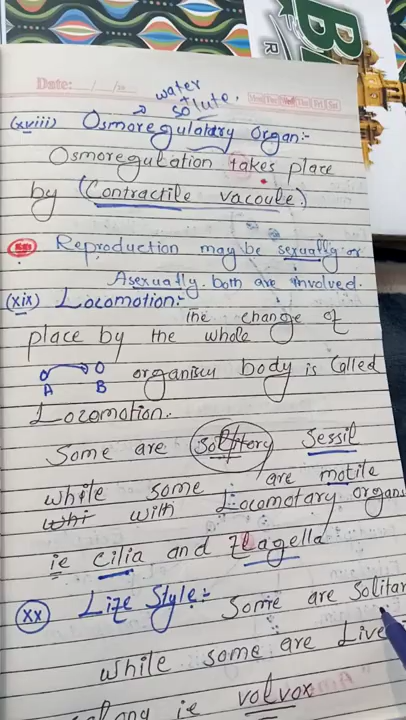 Date: / /
water
+
solute.
(xviii) Osmoregulatary Organ:-
Osmoregulation takes place
by (Contractile vacoule.)
Reproduction may be sexually or
Asexually. both are involved.
(xix) Locomotion:-
The change of
place by the whole
A B organism body is Called
Locomotion.
Some are Solitary Sessil
while some are motile
whi with Locomotary organs
ie Cilia and Flagella
(xx) Life Style:- Some are Solitar
while some are Live
ie volvox